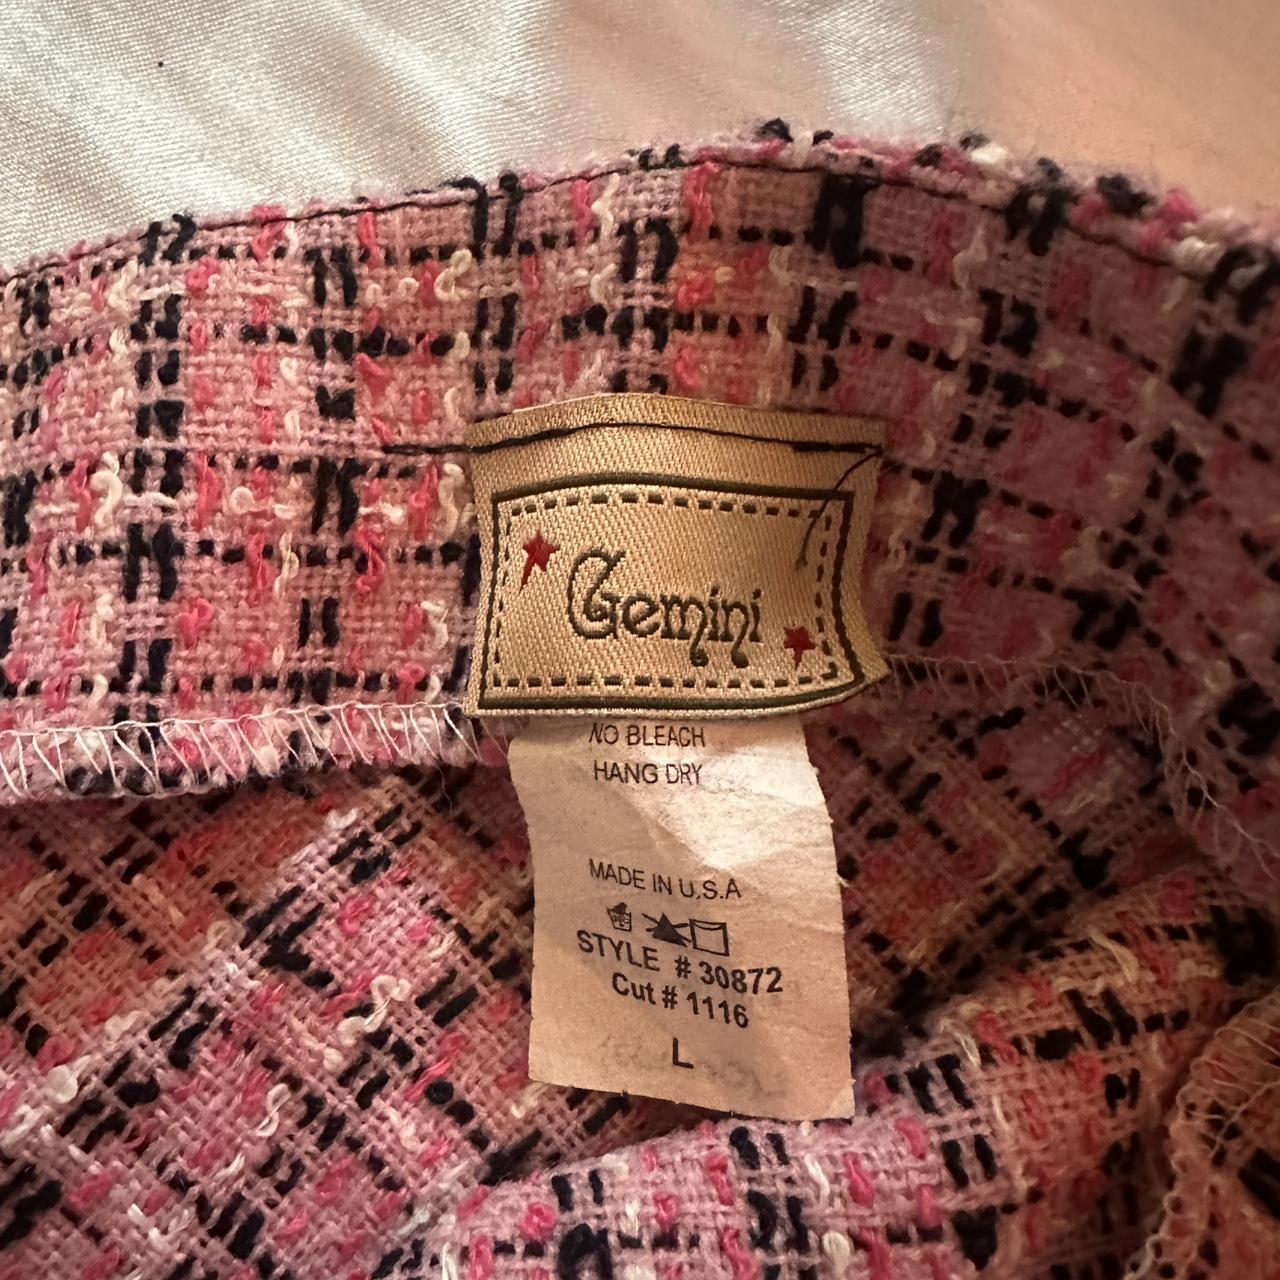 Gemini
NO BLEACH
HANG DRY
MADE IN U.S.A
STYLE # 30872
Cut # 1116
L